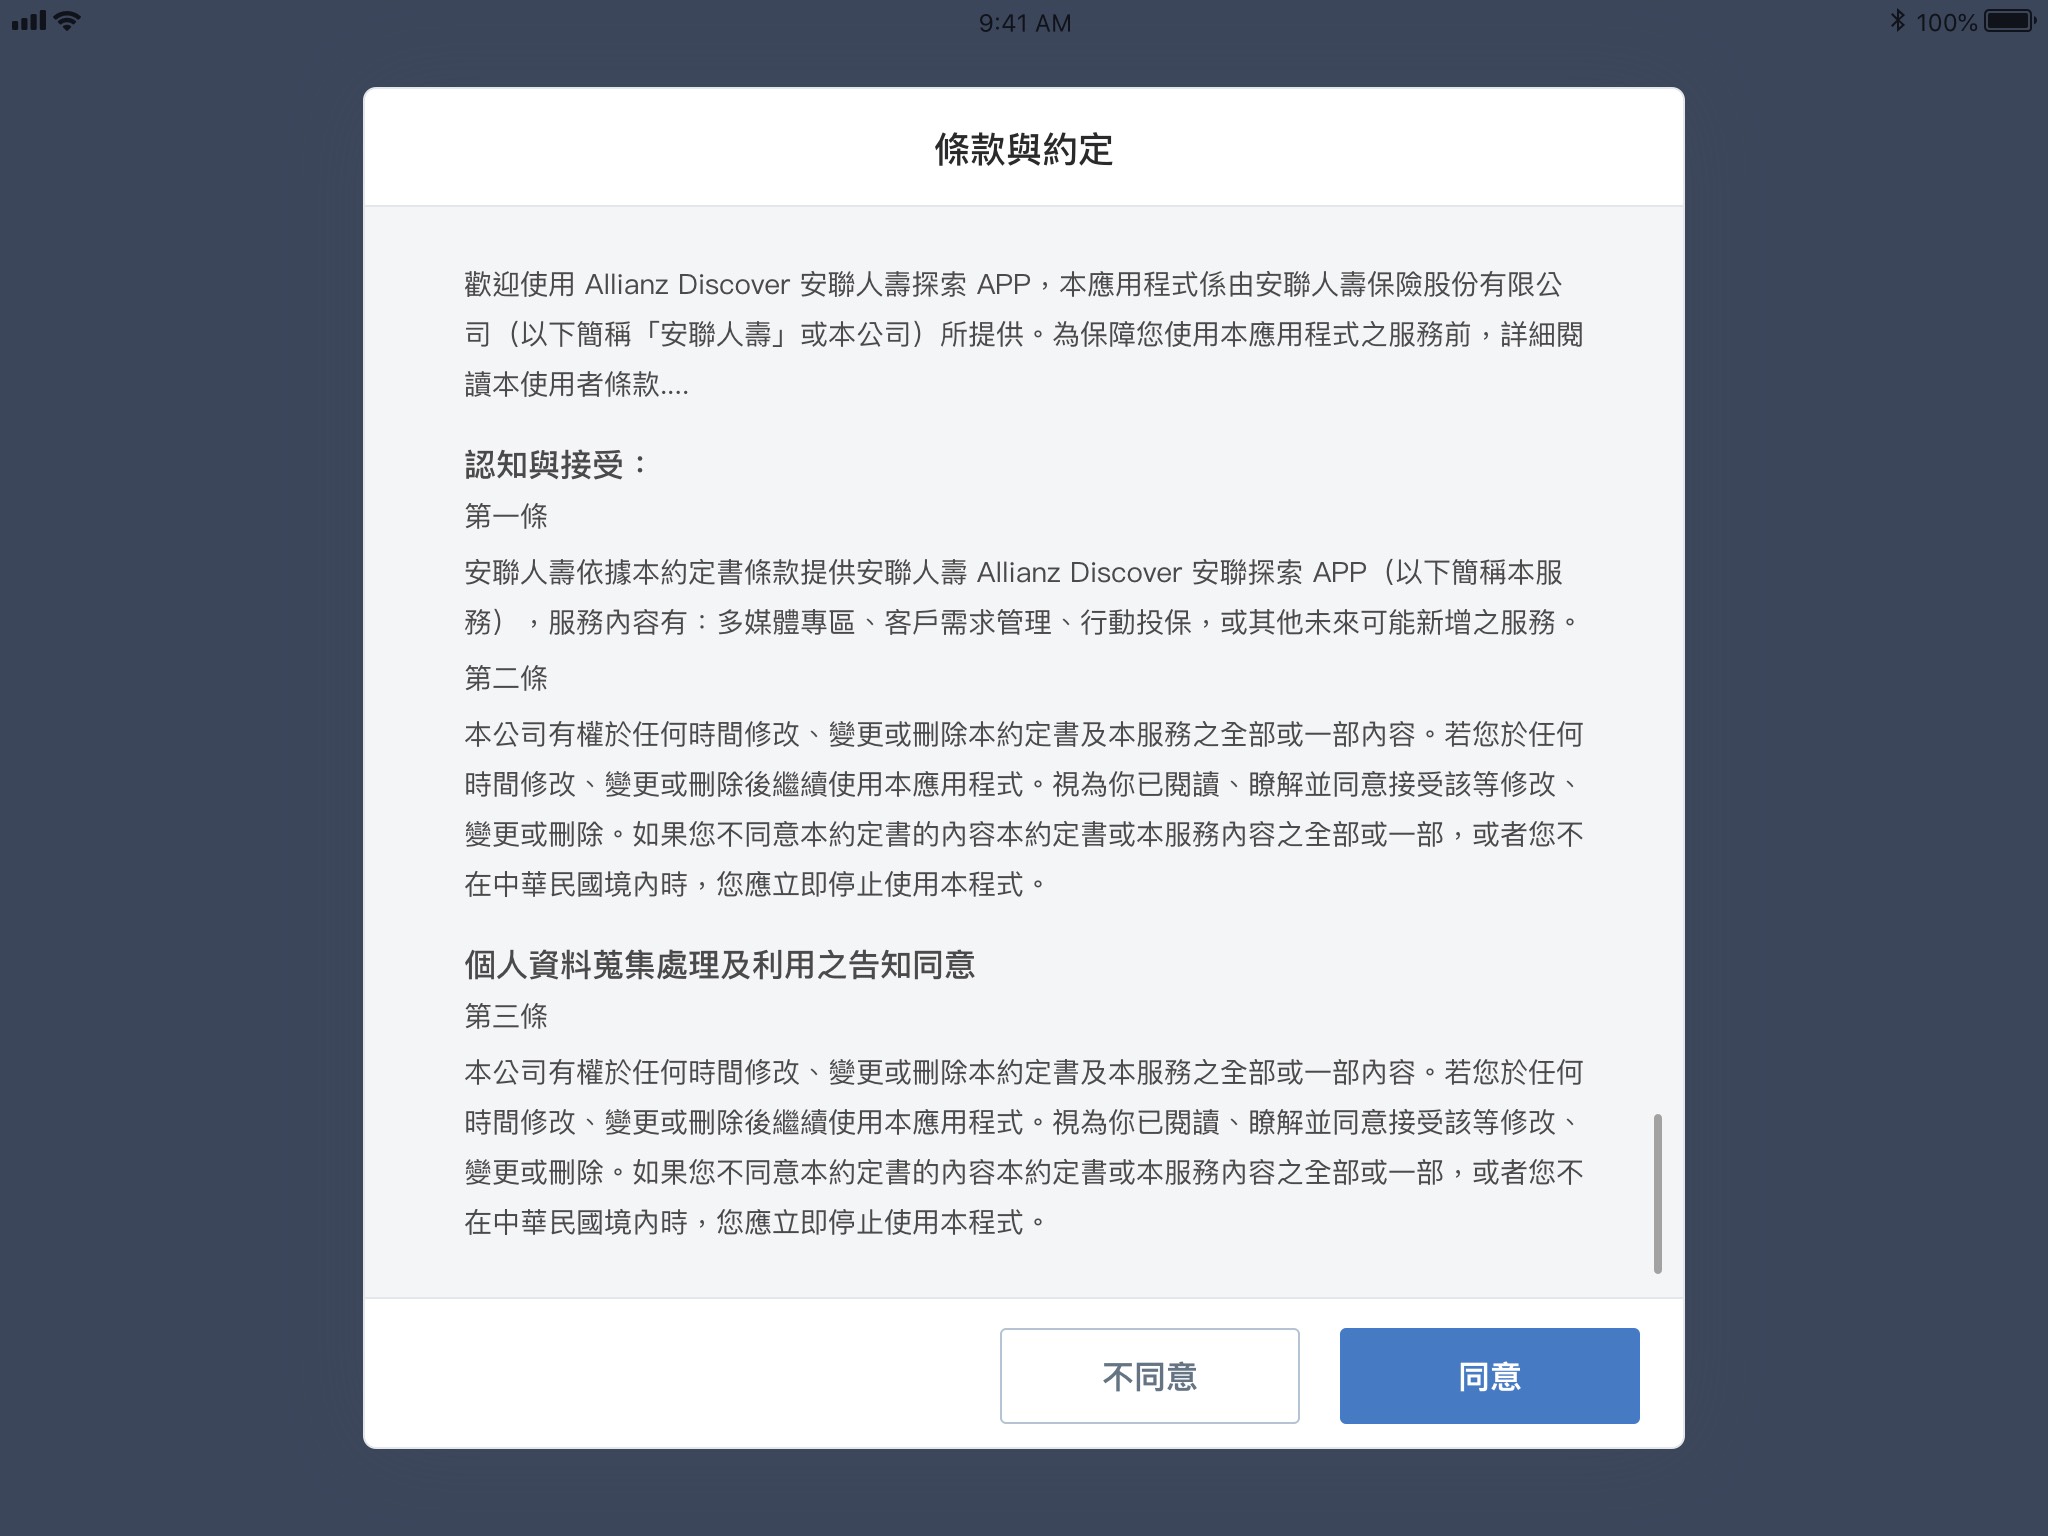 9:41 AM
100%
條款與約定
歡迎使用 Allianz Discover 安聯人壽探索 APP，本應用程式係由安聯人壽保險股份有限公
司（以下簡稱「安聯人壽」或本公司）所提供。為保障您使用本應用程式之服務前，詳細閱
讀本使用者條款....
認知與接受：
第一條
安聯人壽依據本約定書條款提供安聯人壽 Allianz Discover 安聯探索 APP（以下簡稱本服
務），服務內容有：多媒體專區、客戶需求管理、行動投保，或其他未來可能新增之服務。
第二條
本公司有權於任何時間修改、變更或刪除本約定書及本服務之全部或一部內容。若您於任何
時間修改、變更或刪除後繼續使用本應用程式。視為你已閱讀、瞭解並同意接受該等修改、
變更或刪除。如果您不同意本約定書的內容本約定書或本服務內容之全部或一部，或者您不
在中華民國境內時，您應立即停止使用本程式。
個人資料蒐集處理及利用之告知同意
第三條
本公司有權於任何時間修改、變更或刪除本約定書及本服務之全部或一部內容。若您於任何
時間修改、變更或刪除後繼續使用本應用程式。視為你已閱讀、瞭解並同意接受該等修改、
變更或刪除。如果您不同意本約定書的內容本約定書或本服務內容之全部或一部，或者您不
在中華民國境內時，您應立即停止使用本程式。
不同意
同意